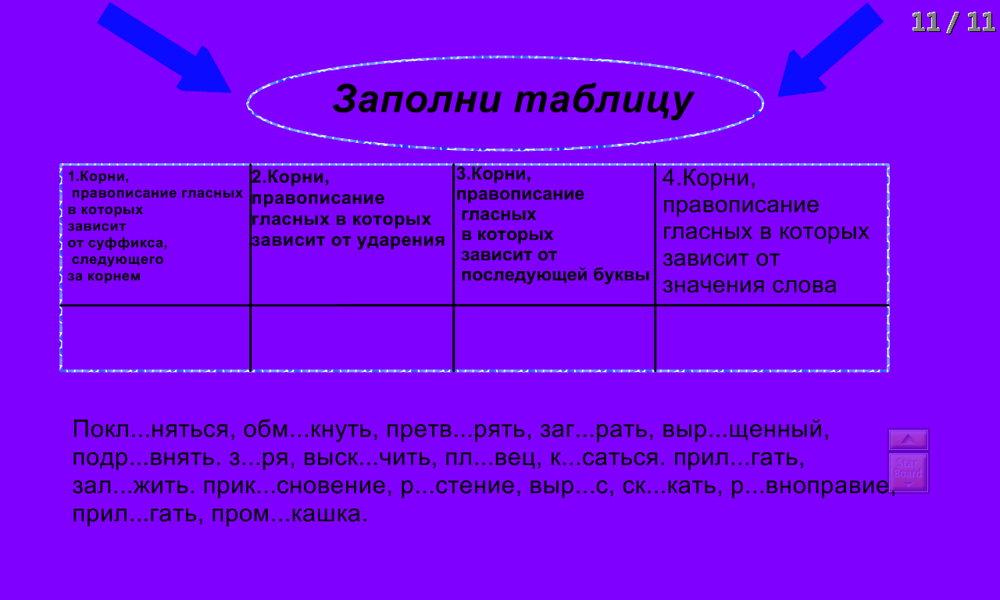 11 / 11
Заполни таблицу
1.Корни,
правописание гласных
в которых
зависит
от суффикса,
следующего
за корнем
2.Корни,
правописание
гласных в которых
зависит от ударения
3.Корни,
правописание
гласных
в которых
зависит от
последующей буквы
4.Корни,
правописание
гласных в которых
зависит от
значения слова
Покл...няться, обм...кнуть, претв...рять, заг...рать, выр...щенный,
подр...внять. з...ря, выск...чить, пл...вец, к...саться. прил...гать,
зал...жить. прик...сновение, р...стение, выр...с, ск...кать, р...вноправие,
прил...гать, пром...кашка.
Star
Board